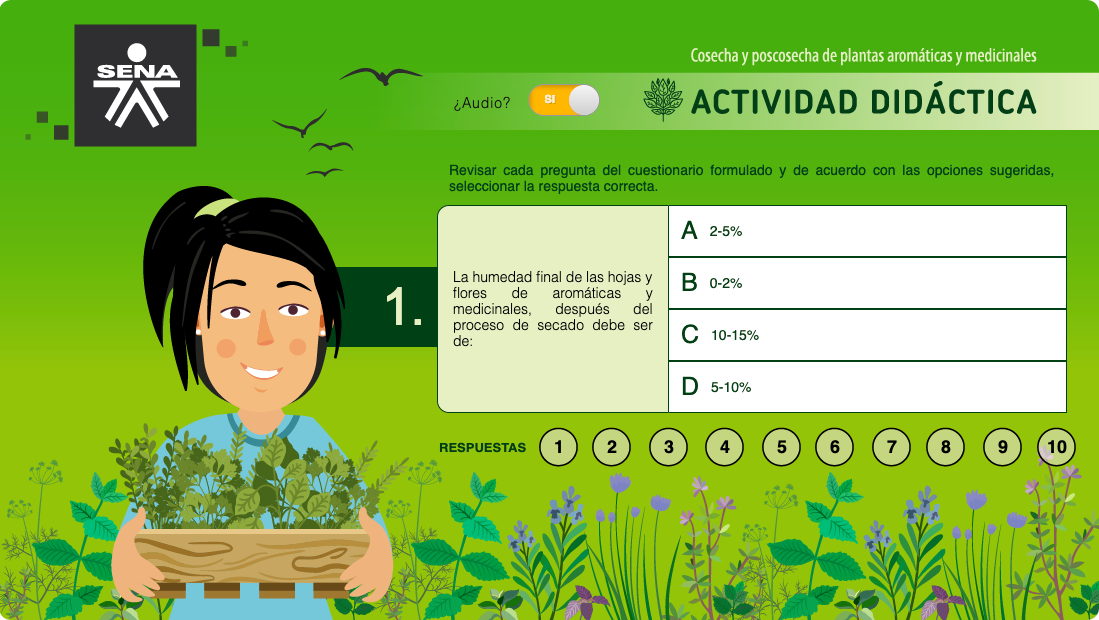 SENA
Cosecha y poscosecha de plantas aromáticas y medicinales
¿Audio?
SI
ACTIVIDAD DIDÁCTICA
Revisar cada pregunta del cuestionario formulado y de acuerdo con las opciones sugeridas,
seleccionar la respuesta correcta.
1.
La humedad final de las hojas y
flores de aromáticas y
medicinales, después del
proceso de secado debe ser
de:
A 2-5%
B 0-2%
C 10-15%
D 5-10%
RESPUESTAS 1 2 3 4 5 6 7 8 9 10